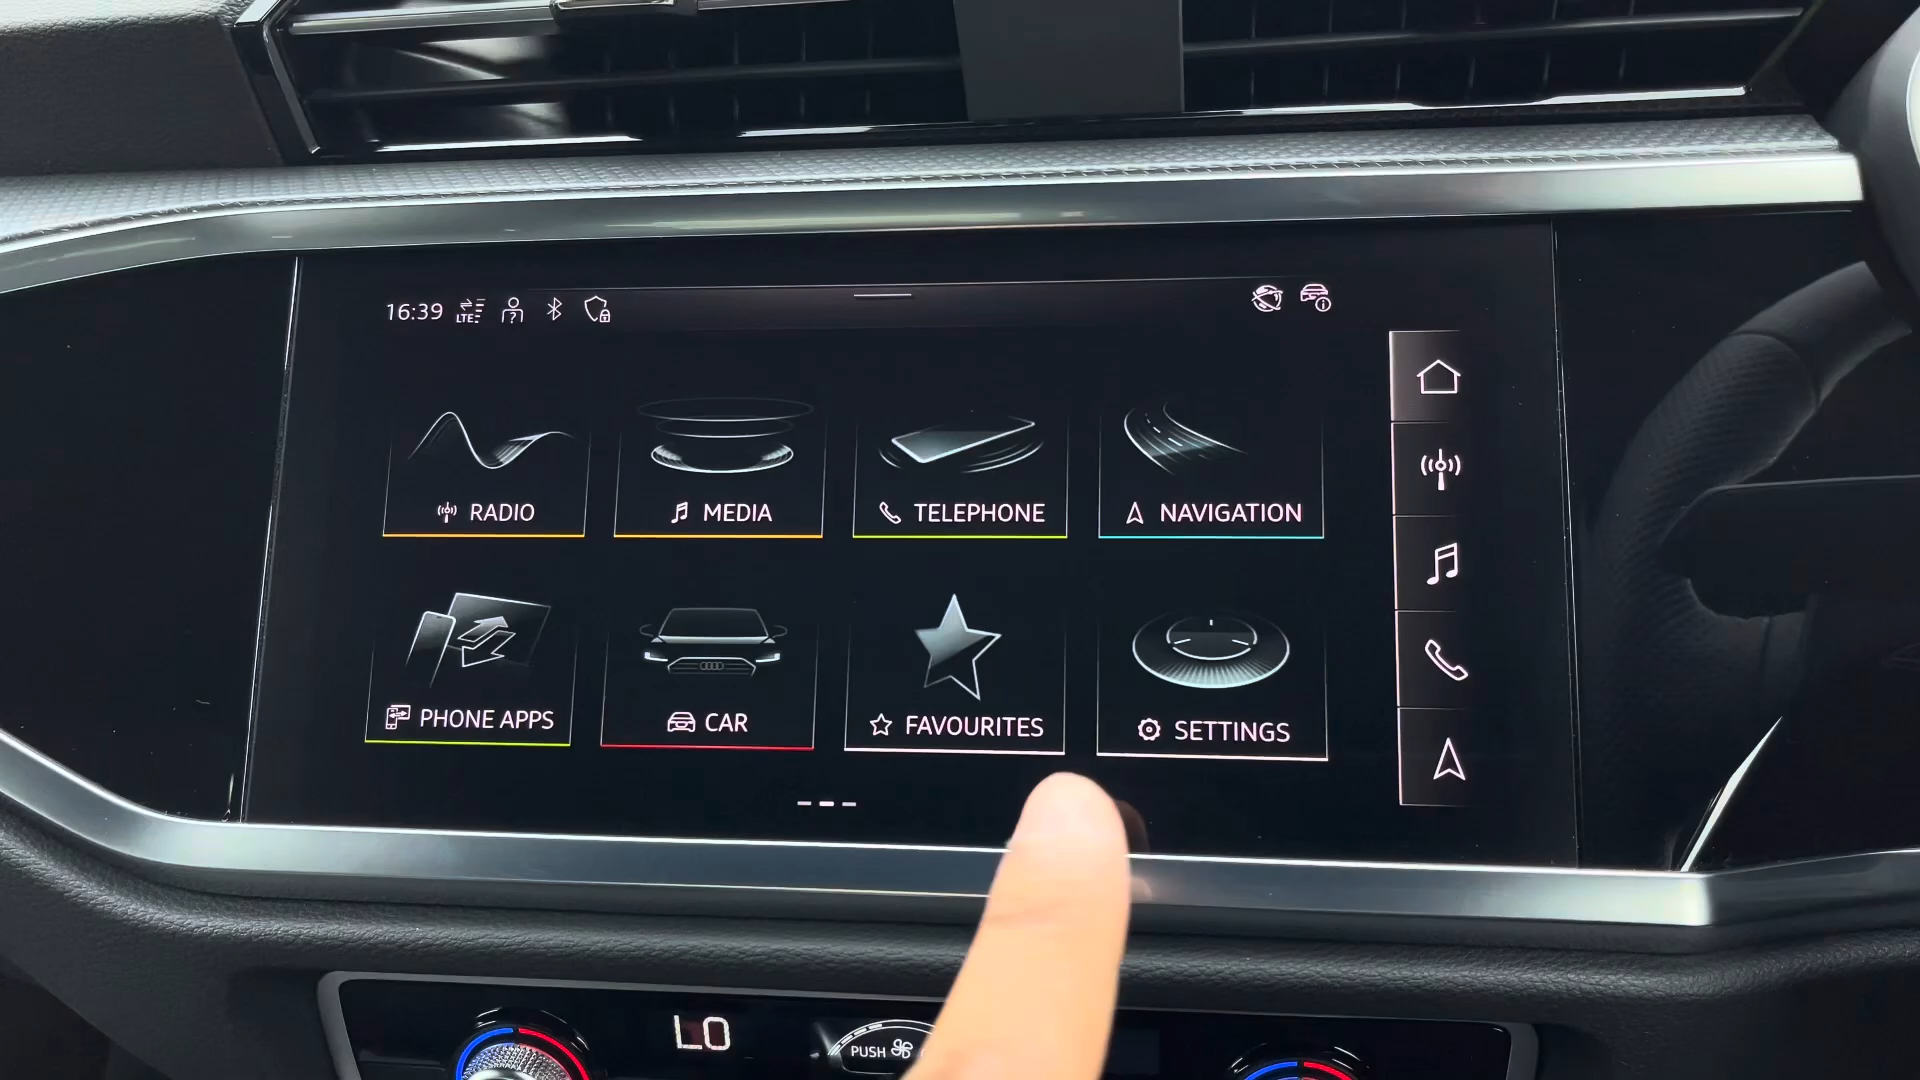 16:39 LTE
RADIO
MEDIA
TELEPHONE
NAVIGATION
PHONE APPS
CAR
FAVOURITES
SETTINGS
LO
PUSH